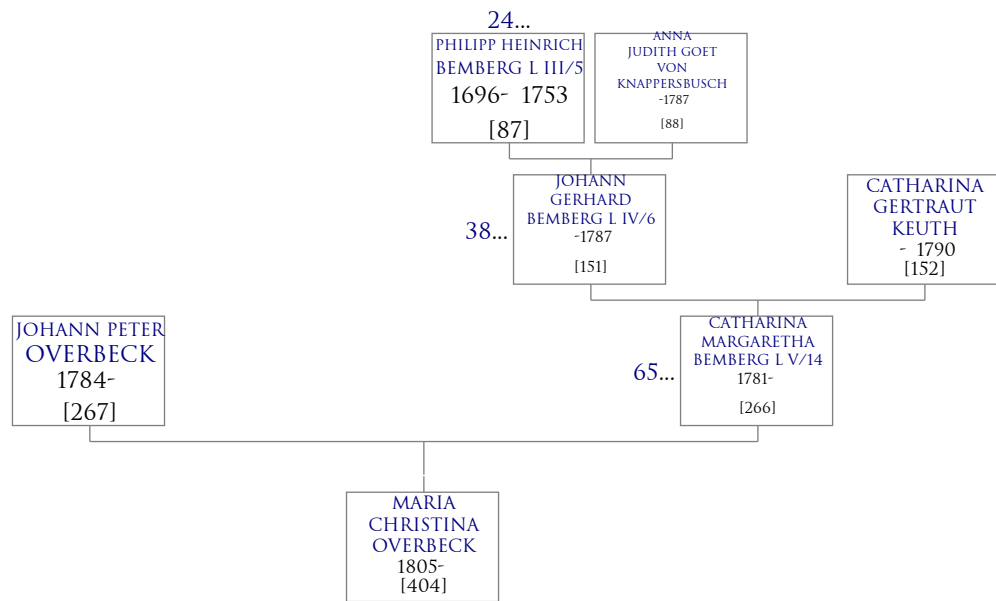 24...
PHILIPP HEINRICH
BEMBERG L III/5
1696- 1753
[87]
ANNA
JUDITH GOET
VON
KNAPPERSBUSCH
-1787
[88]
38...
JOHANN
GERHARD
BEMBERG L IV/6
-1787
[151]
CATHARINA
GERTRAUT
KEUTH
- 1790
[152]
JOHANN PETER
OVERBECK
1784-
[267]
65...
CATHARINA
MARGARETHA
BEMBERG L V/14
1781-
[266]
MARIA
CHRISTINA
OVERBECK
1805-
[404]